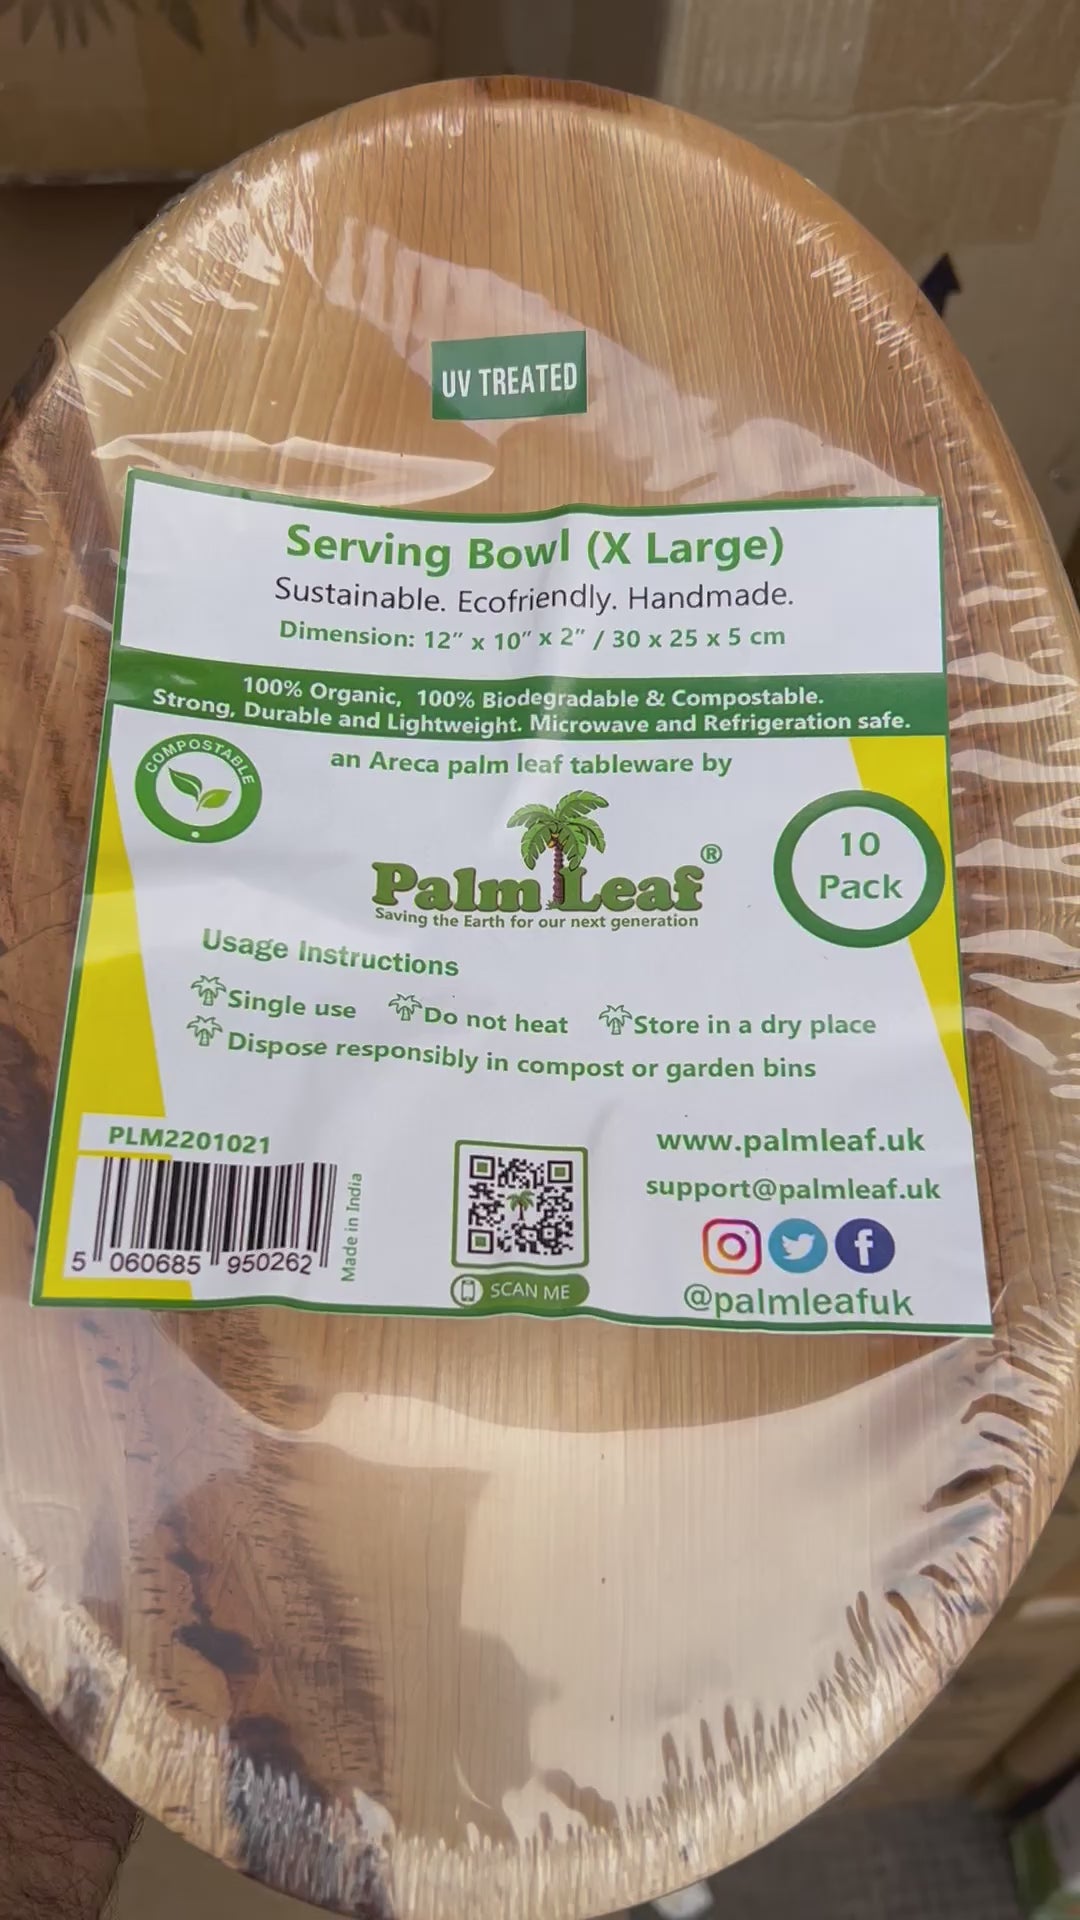 UV TREATED
Serving Bowl (X Large)
Sustainable. Ecofriendly. Handmade.
Dimension: 12” x 10” x 2” / 30 x 25 x 5 cm
100% Organic, 100% Biodegradable & Compostable.
Strong, Durable and Lightweight. Microwave and Refrigeration safe.
COMPOSTABLE
an Areca palm leaf tableware by
Palm Leaf®
Saving the Earth for our next generation
10
Pack
Usage Instructions
Single use
Do not heat
Store in a dry place
Dispose responsibly in compost or garden bins
PLM2201021
5 060685 950262
Made in India
SCAN ME
www.palmleaf.uk
support@palmleaf.uk
@palmleafuk